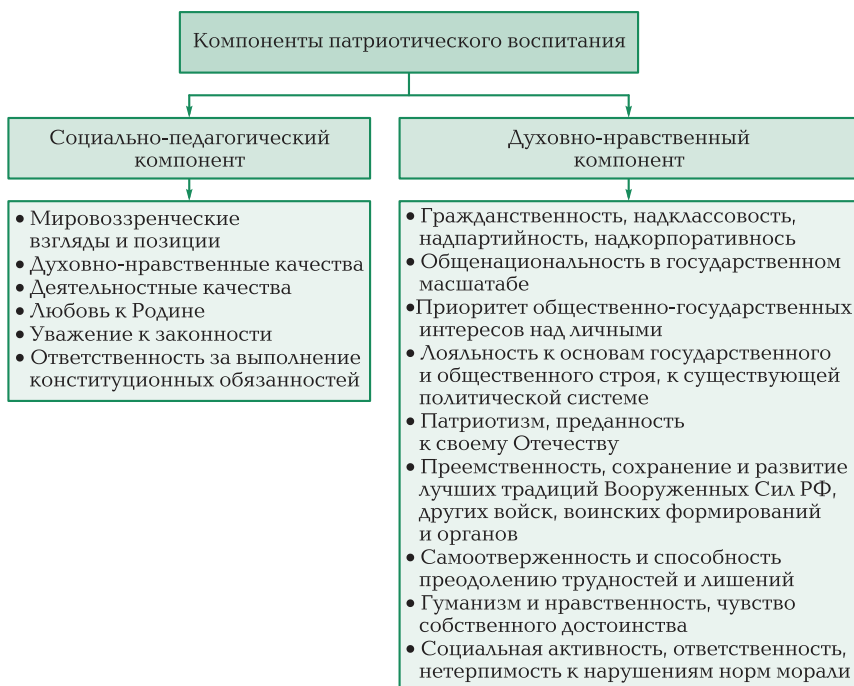 Компоненты патриотического воспитания
Социально-педагогический
компонент
• Мировоззренческие
взгляды и позиции
• Духовно-нравственные качества
• Деятельностные качества
• Любовь к Родине
• Уважение к законности
• Ответственность за выполнение
конституционных обязанностей
Духовно-нравственный
компонент
• Гражданственность, надклассовость,
надпартийность, надкорпоративнось
• Общенациональность в государственном
масшатабе
•Приоритет общественно-государственных
интересов над личными
• Лояльность к основам государственного
и общественного строя, к существующей
политической системе
• Патриотизм, преданность
к своему Отечеству
• Преемственность, сохранение и развитие
лучших традиций Вооруженных Сил РФ,
других войск, воинских формирований
и органов
• Самоотверженность и способность
преодолению трудностей и лишений
• Гуманизм и нравственность, чувство
собственного достоинства
• Социальная активность, ответственность,
нетерпимость к нарушениям норм морали